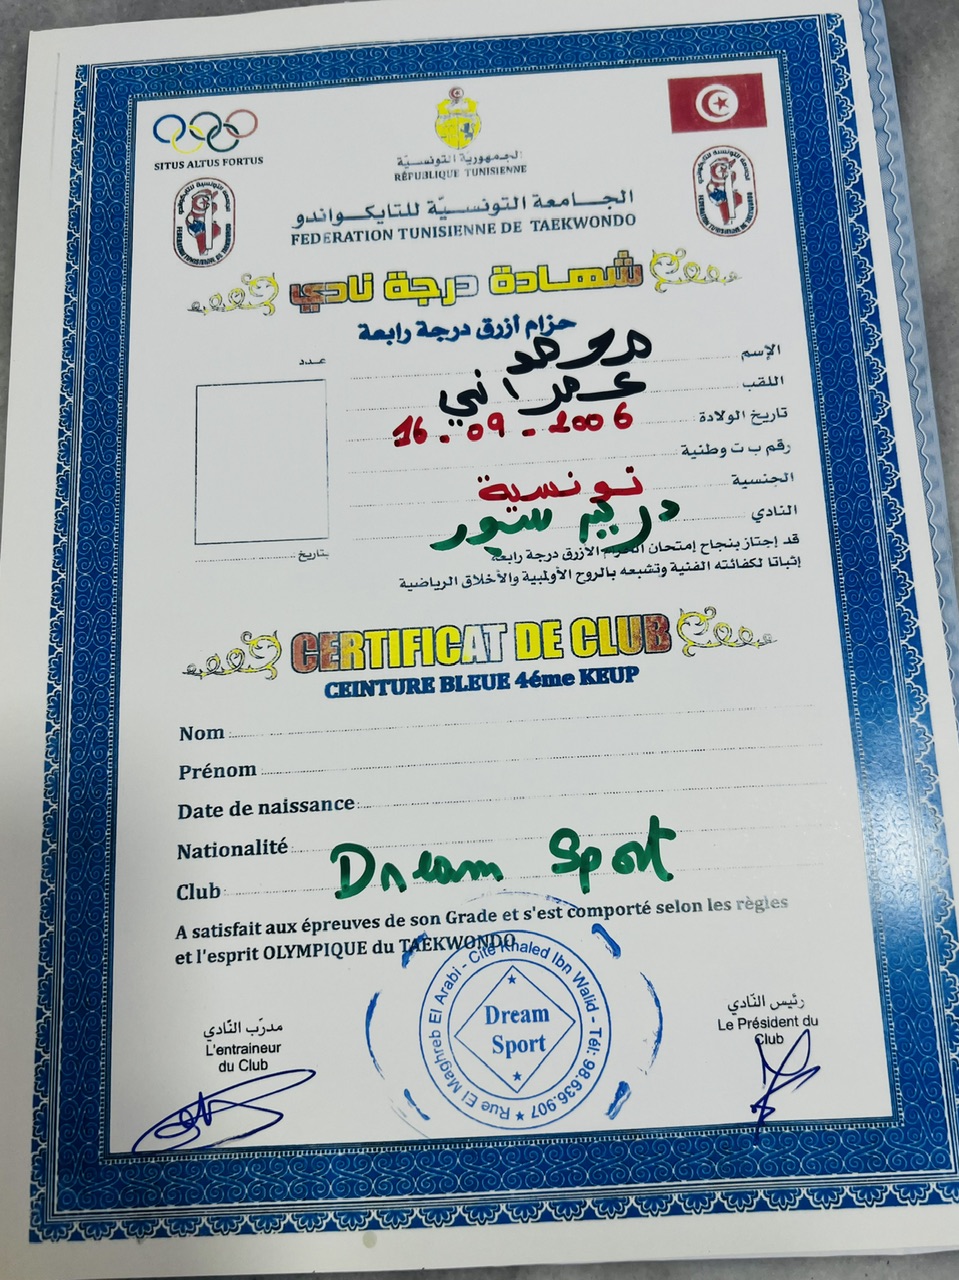 SITUS ALTUS FORTUS
الجمهورية التونسية
RÉPUBLIQUE TUNISIENNE
الجامعة التونسية للتايكواندو
FEDERATION TUNISIENNE DE TAEKWONDO
شهادة درجة نادي
حزام أزرق درجة رابعة
عدد
الإسم
اللقب عمراني
تاريخ الولادة 16.09.2006
رقم ب ت وطنية
الجنسية تونسية
النادي دريم سبور
قد إجتاز بنجاح إمتحان الحزام الأزرق درجة رابعة
بتاريخ
إثباتا لكفائته الفنية وتشبعه بالروح الأولمبية والأخلاق الرياضية
CERTIFICAT DE CLUB
CEINTURE BLEUE 4éme KEUP
Nom :
Prénom
Date de naissance:
Nationalité
Club: Dream Sport
A satisfait aux épreuves de son Grade et s'est comporté selon les règles
et l'esprit OLYMPIQUE du TAEKWONDO
مدرّب النّادي
L'entraineur
du Club
Rue El Maghreb El Arabi - Cité Khaled Ibn Walid - Tél: 98.636.907
Dream
Sport
رئيس النّادي
Le Président du
Club